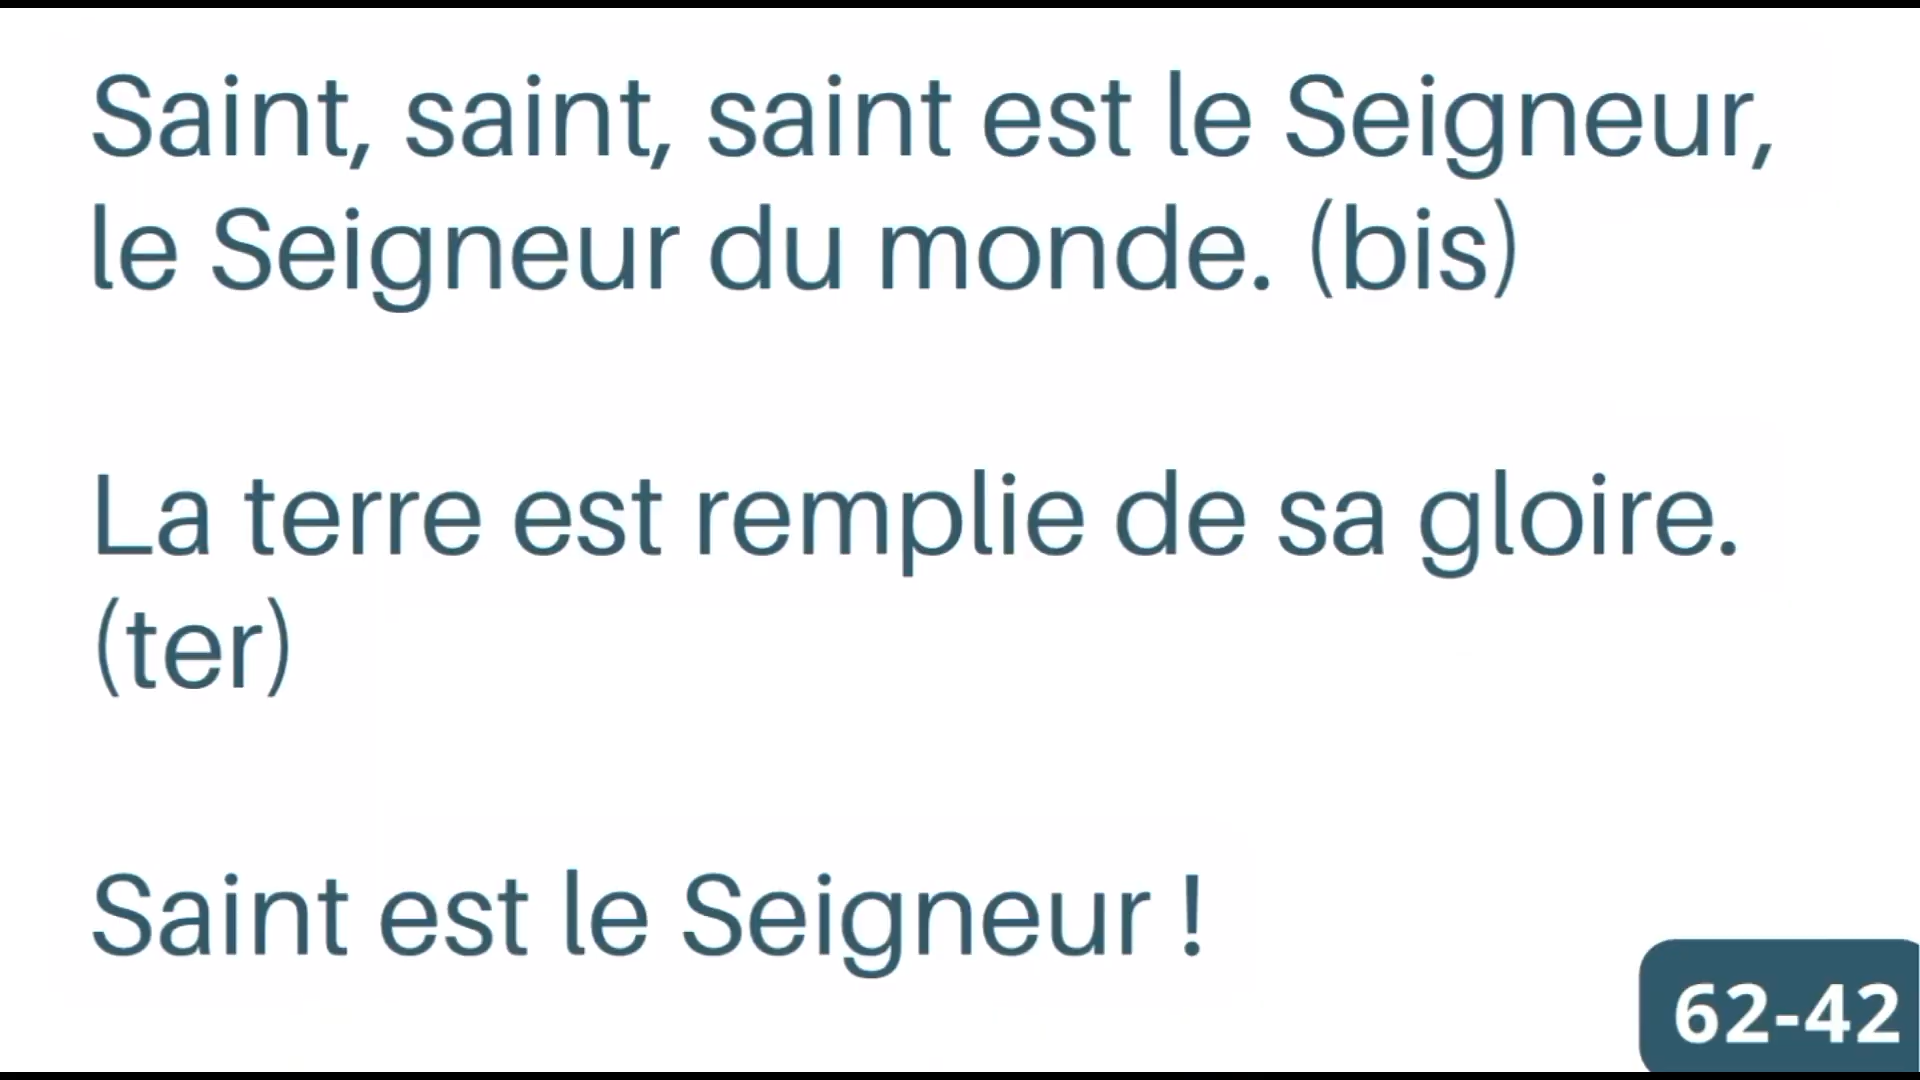 Saint, saint, saint est le Seigneur,
le Seigneur du monde. (bis)
La terre est remplie de sa gloire.
(ter)
Saint est le Seigneur !
62-42